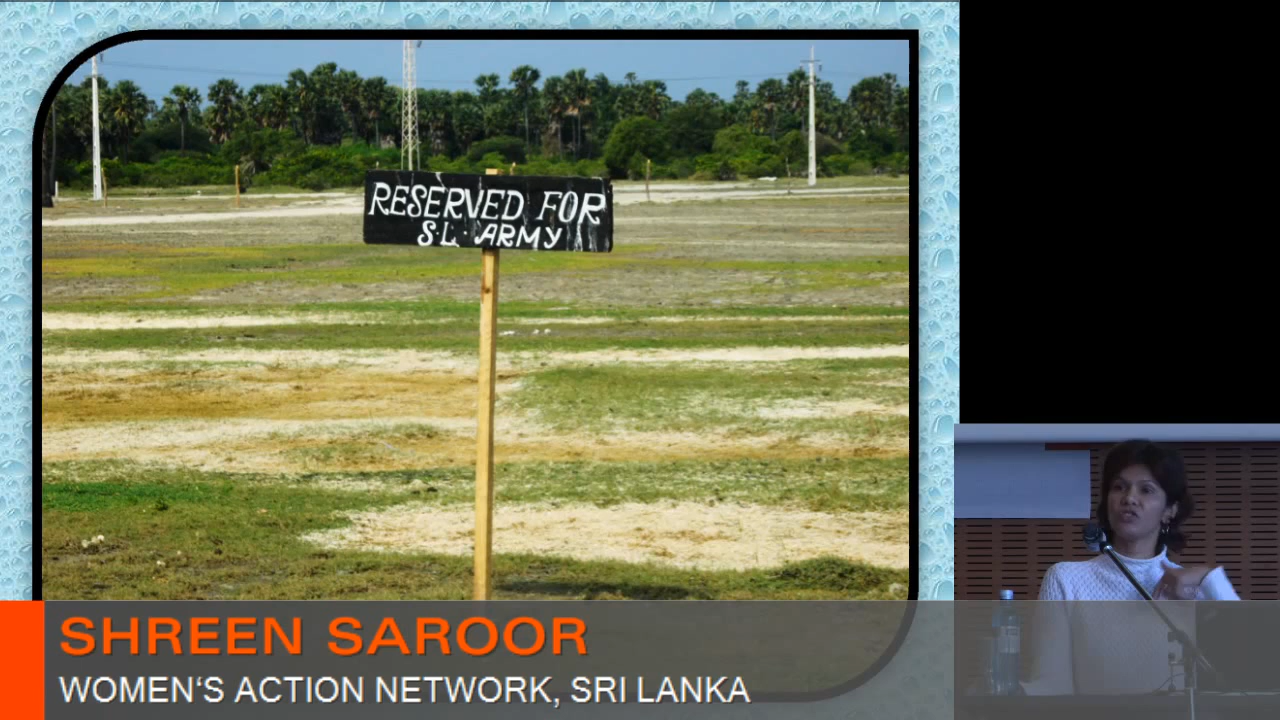 RESERVED FOR
S.L. ARMY
SHREEN SAROOR
WOMEN'S ACTION NETWORK, SRI LANKA